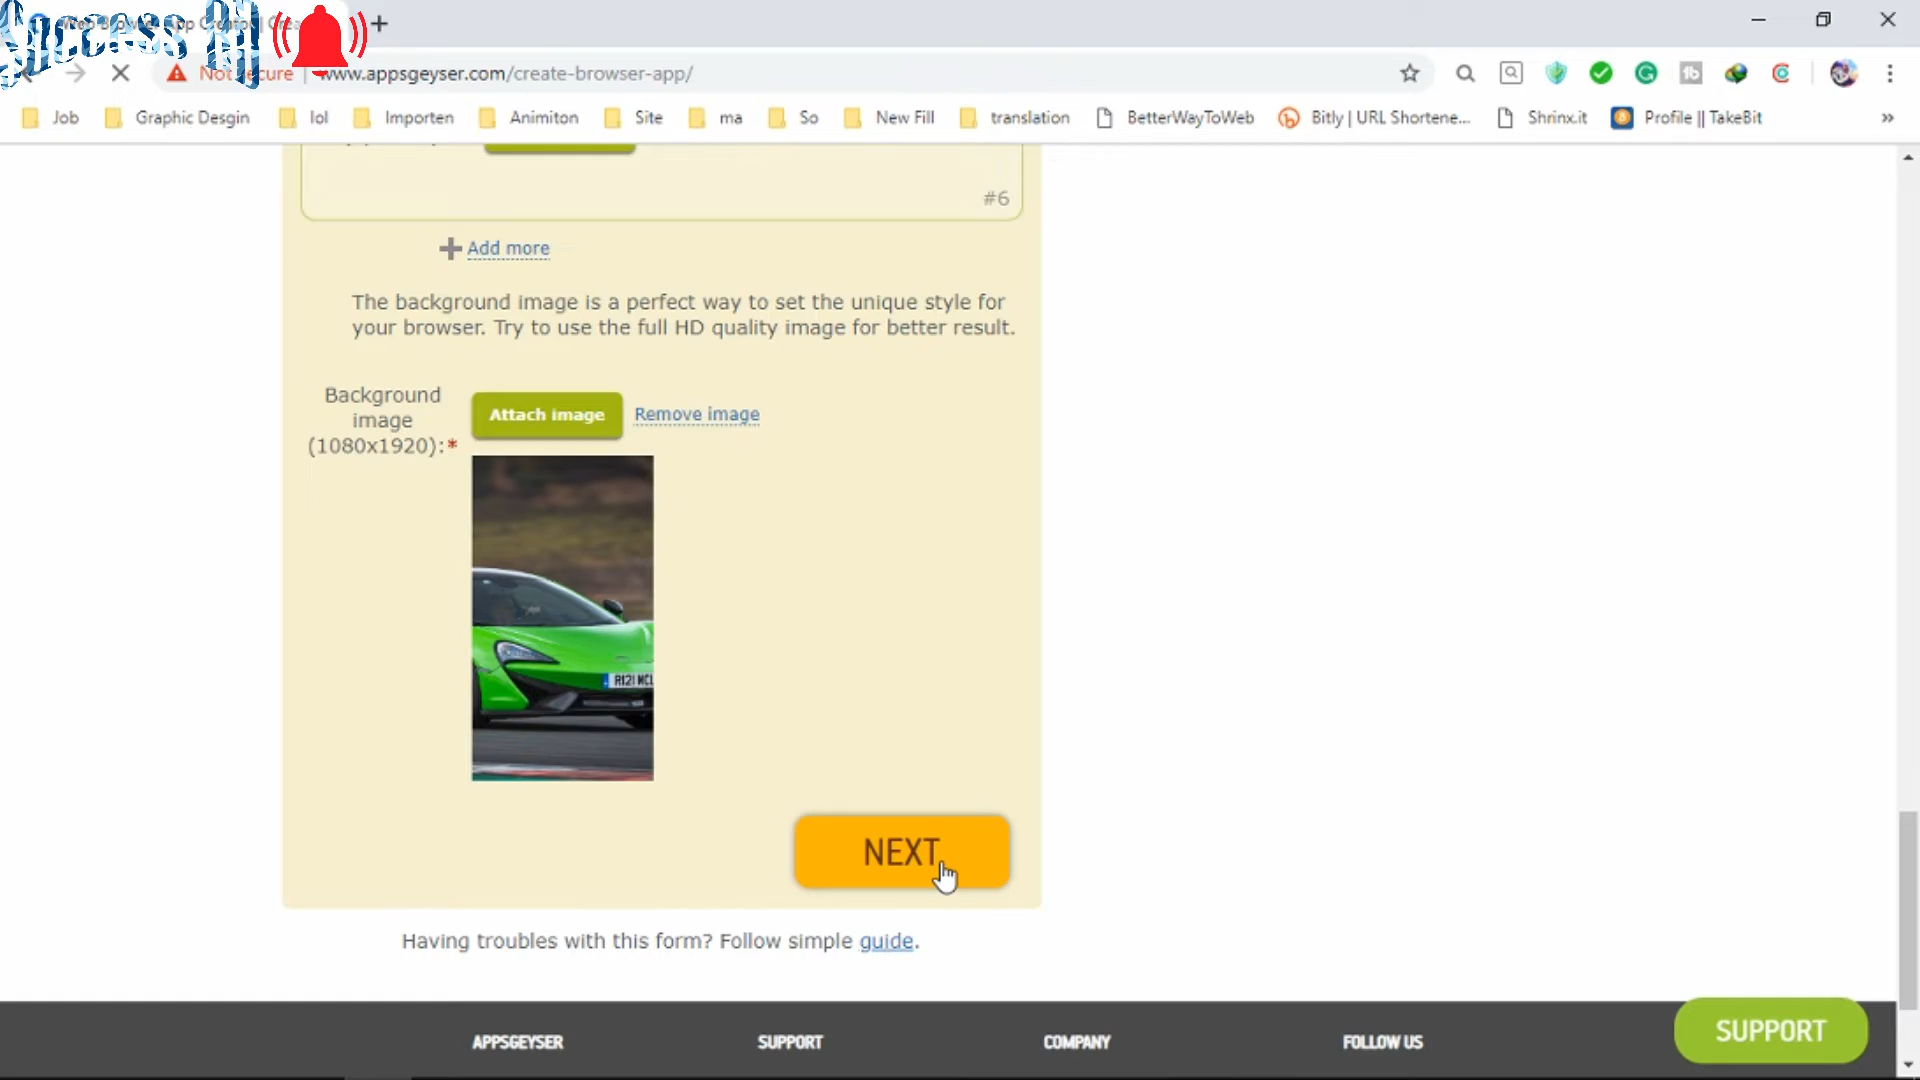 Success Ali
Not secure | www.appsgeyser.com/create-browser-app/
Job
Graphic Desgin
lol
Importen
Animiton
Site
ma
So
New Fill
translation
BetterWayToWeb
Bitly | URL Shortene...
Shrinx.it
Profile || TakeBit
»
#6
Add more
The background image is a perfect way to set the unique style for
your browser. Try to use the full HD quality image for better result.
Background
image
(1080x1920):*
Attach image
Remove image
R121 MCL
NEXT
Having troubles with this form? Follow simple guide.
APPSGEYSER
SUPPORT
COMPANY
FOLLOW US
SUPPORT